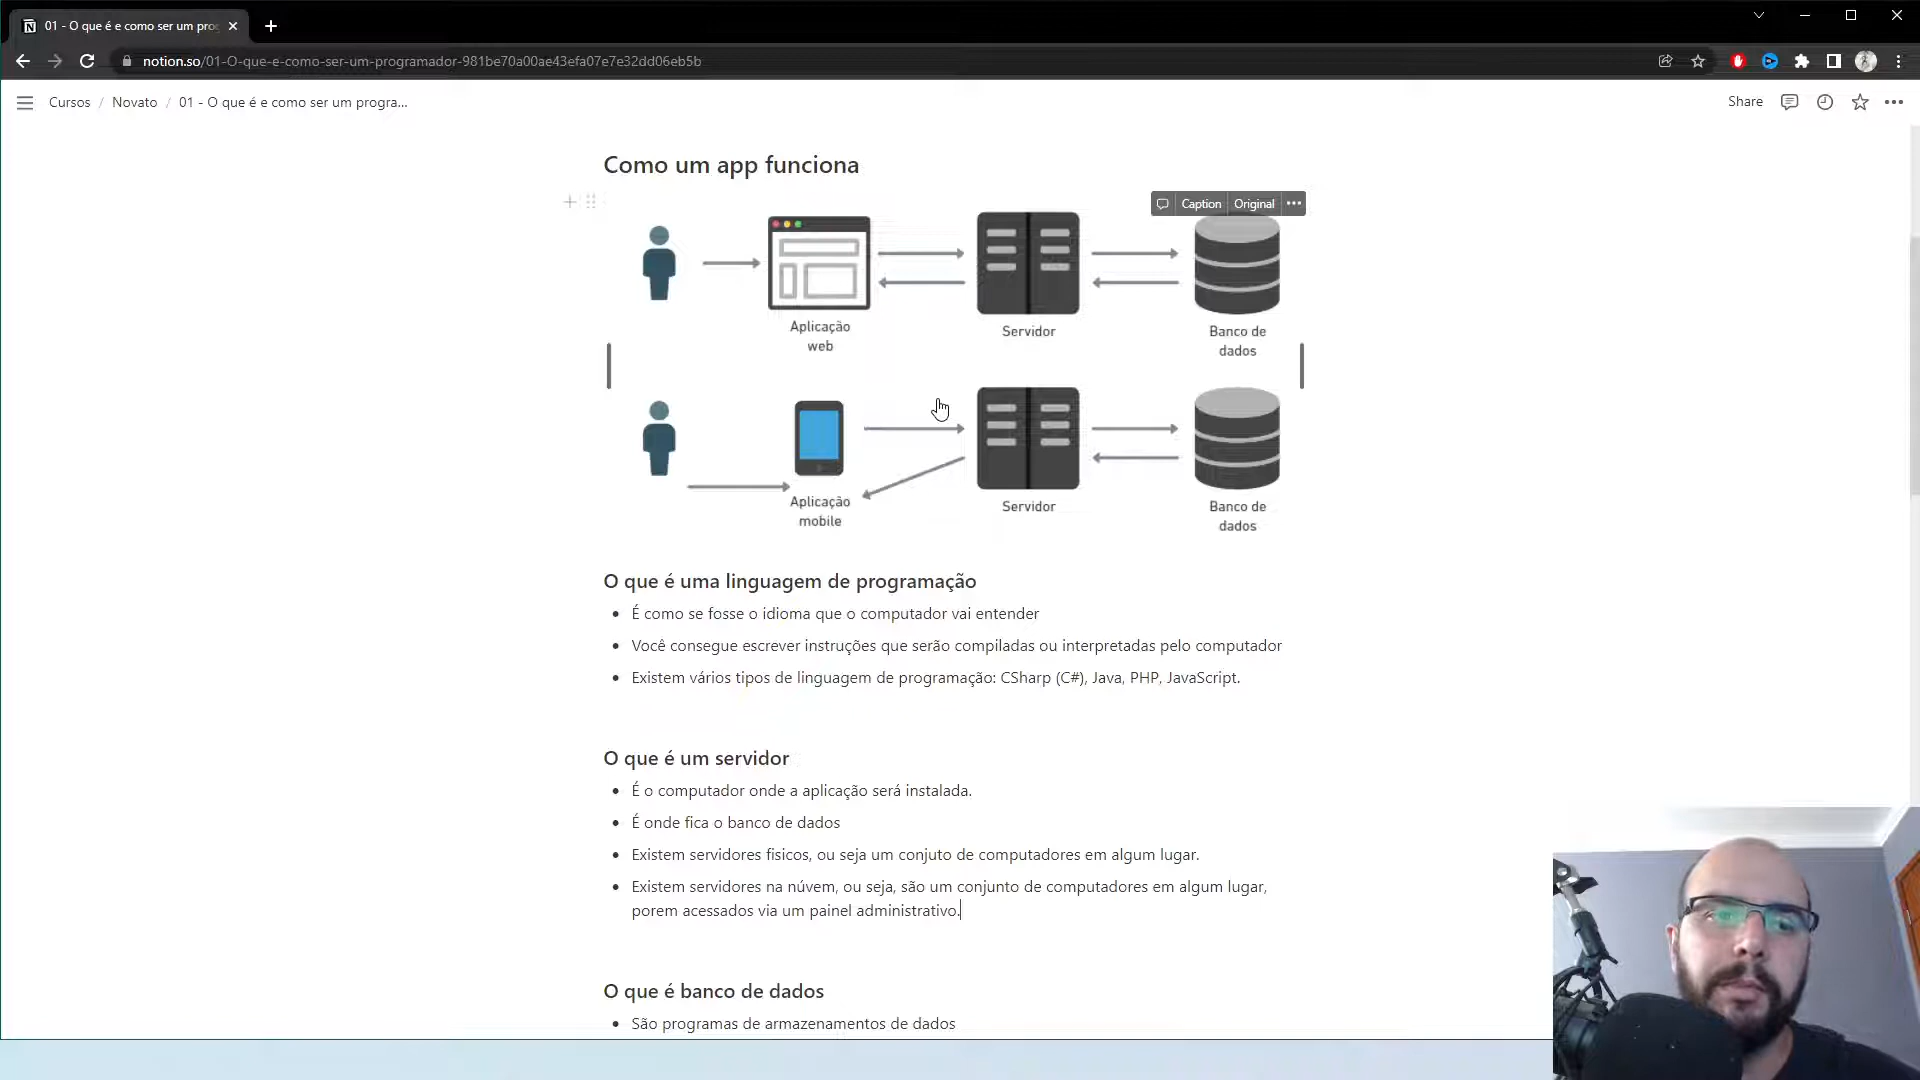 01 - O que é e como ser um pro
notion.so/01-O-que-e-como-ser-um-programador-981be70a00ae43efa07e7e32dd06eb5b
Cursos / Novato / 01 - O que é e como ser um progra...
Share
Como um app funciona
Caption Original
Aplicação
web
Servidor
Banco de
dados
Aplicação
mobile
Servidor
Banco de
dados
O que é uma linguagem de programação
• É como se fosse o idioma que o computador vai entender
• Você consegue escrever instruções que serão compiladas ou interpretadas pelo computador
• Existem vários tipos de linguagem de programação: CSharp (C#), Java, PHP, JavaScript.
O que é um servidor
• É o computador onde a aplicação será instalada.
• É onde fica o banco de dados
• Existem servidores fisicos, ou seja um conjuto de computadores em algum lugar.
• Existem servidores na núvem, ou seja, são um conjunto de computadores em algum lugar,
porem acessados via um painel administrativo.
O que é banco de dados
• São programas de armazenamentos de dados